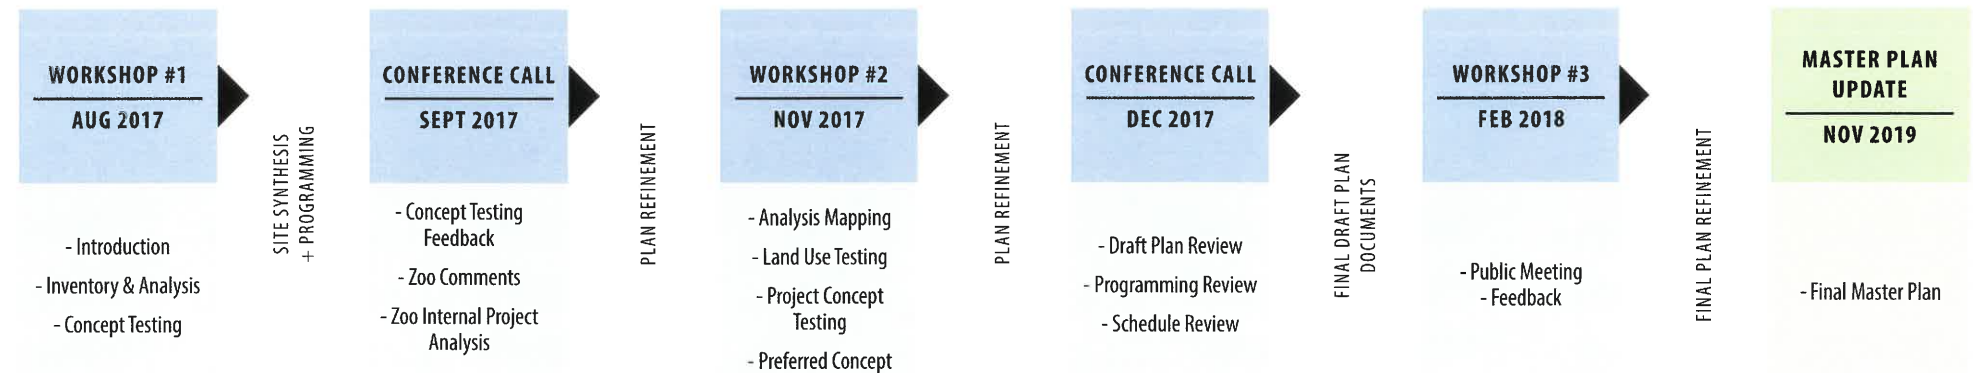 WORKSHOP #1
AUG 2017
- Introduction
- Inventory & Analysis
- Concept Testing
SITE SYNTHESIS
+ PROGRAMMING
CONFERENCE CALL
SEPT 2017
- Concept Testing
Feedback
- Zoo Comments
- Zoo Internal Project
Analysis
PLAN REFINEMENT
WORKSHOP #2
NOV 2017
- Analysis Mapping
- Land Use Testing
- Project Concept
Testing
- Preferred Concept
PLAN REFINEMENT
CONFERENCE CALL
DEC 2017
- Draft Plan Review
- Programming Review
- Schedule Review
FINAL DRAFT PLAN
DOCUMENTS
WORKSHOP #3
FEB 2018
- Public Meeting
- Feedback
FINAL PLAN REFINEMENT
MASTER PLAN
UPDATE
NOV 2019
- Final Master Plan